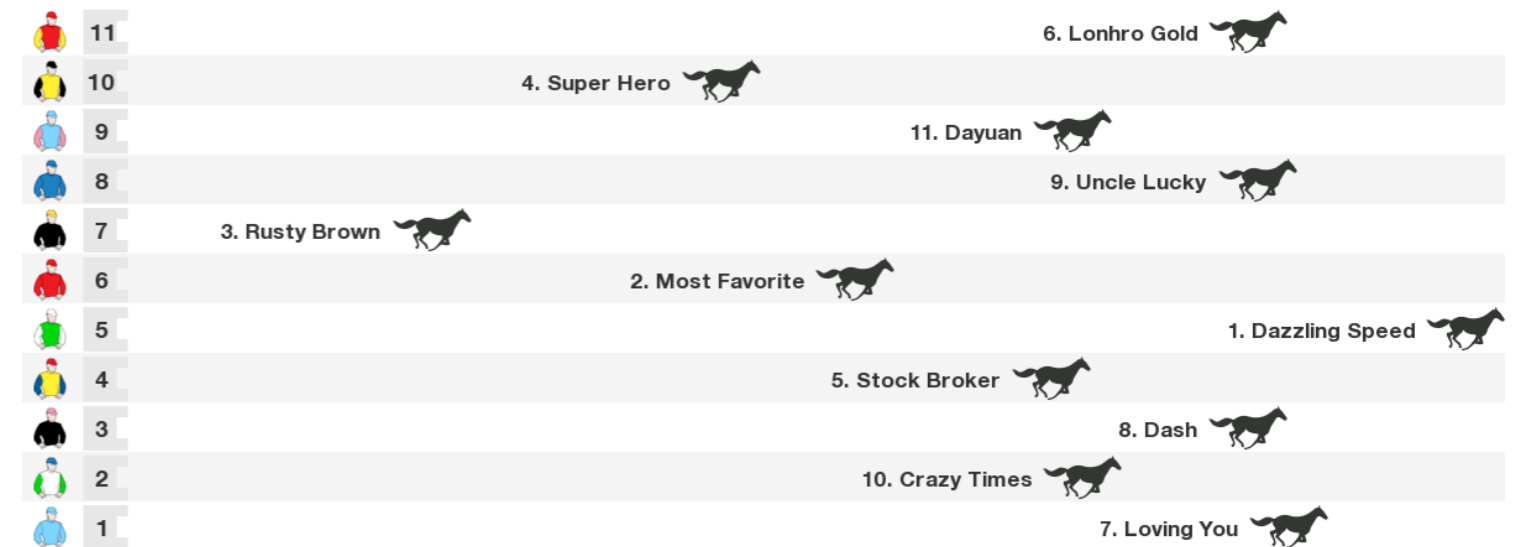 11 6. Lonhro Gold
10 4. Super Hero
9 11. Dayuan
8 9. Uncle Lucky
7 3. Rusty Brown
6 2. Most Favorite
5 1. Dazzling Speed
4 5. Stock Broker
3 8. Dash
2 10. Crazy Times
1 7. Loving You